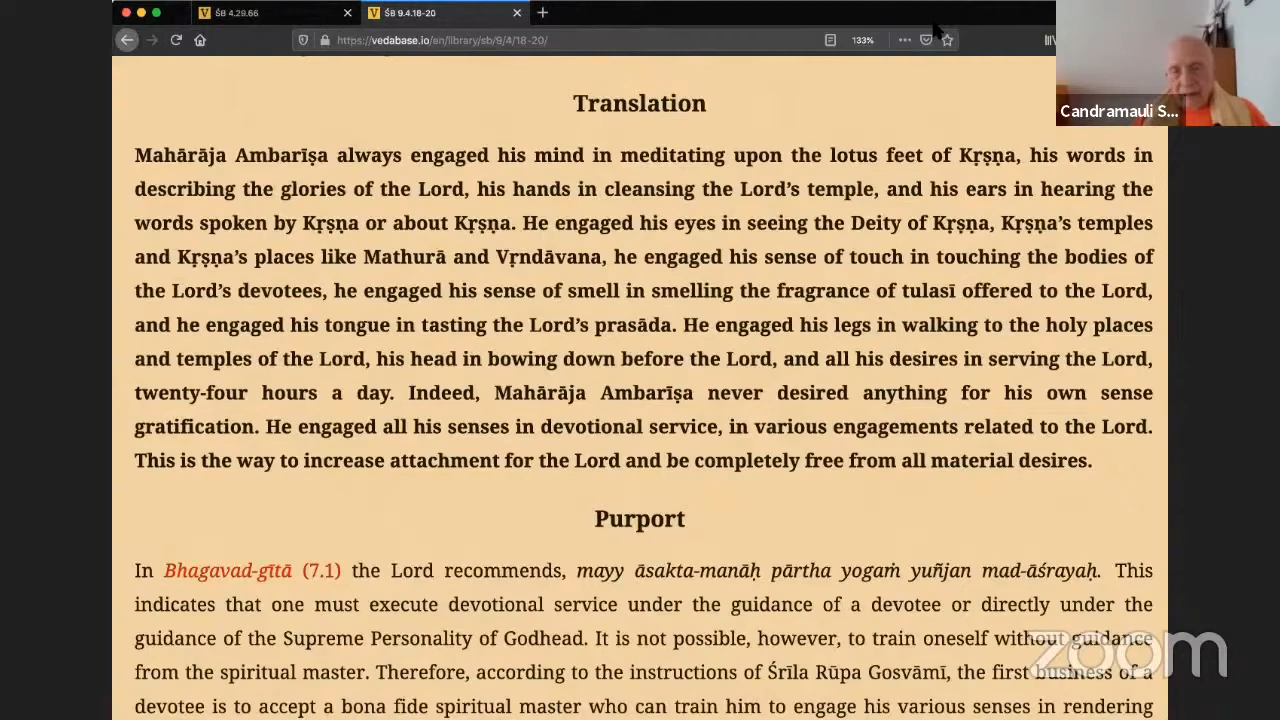 ŚB 4.29.66
ŚB 9.4.18-20
https://vedabase.io/en/library/sb/9/4/18-20/
133%
Candramauli S...
Translation
Mahārāja Ambarīṣa always engaged his mind in meditating upon the lotus feet of Kṛṣṇa, his words in
describing the glories of the Lord, his hands in cleansing the Lord’s temple, and his ears in hearing the
words spoken by Kṛṣṇa or about Kṛṣṇa. He engaged his eyes in seeing the Deity of Kṛṣṇa, Kṛṣṇa’s temples
and Kṛṣṇa’s places like Mathurā and Vṛndāvana, he engaged his sense of touch in touching the bodies of
the Lord’s devotees, he engaged his sense of smell in smelling the fragrance of tulasī offered to the Lord,
and he engaged his tongue in tasting the Lord’s prasāda. He engaged his legs in walking to the holy places
and temples of the Lord, his head in bowing down before the Lord, and all his desires in serving the Lord,
twenty-four hours a day. Indeed, Mahārāja Ambarīṣa never desired anything for his own sense
gratification. He engaged all his senses in devotional service, in various engagements related to the Lord.
This is the way to increase attachment for the Lord and be completely free from all material desires.
Purport
In Bhagavad-gītā (7.1) the Lord recommends, mayy āsakta-manāḥ pārtha yogaṁ yuñjan mad-āśrayaḥ. This
indicates that one must execute devotional service under the guidance of a devotee or directly under the
guidance of the Supreme Personality of Godhead. It is not possible, however, to train oneself without guidance
from the spiritual master. Therefore, according to the instructions of Śrīla Rūpa Gosvāmī, the first business of a
devotee is to accept a bona fide spiritual master who can train him to engage his various senses in rendering
zoom